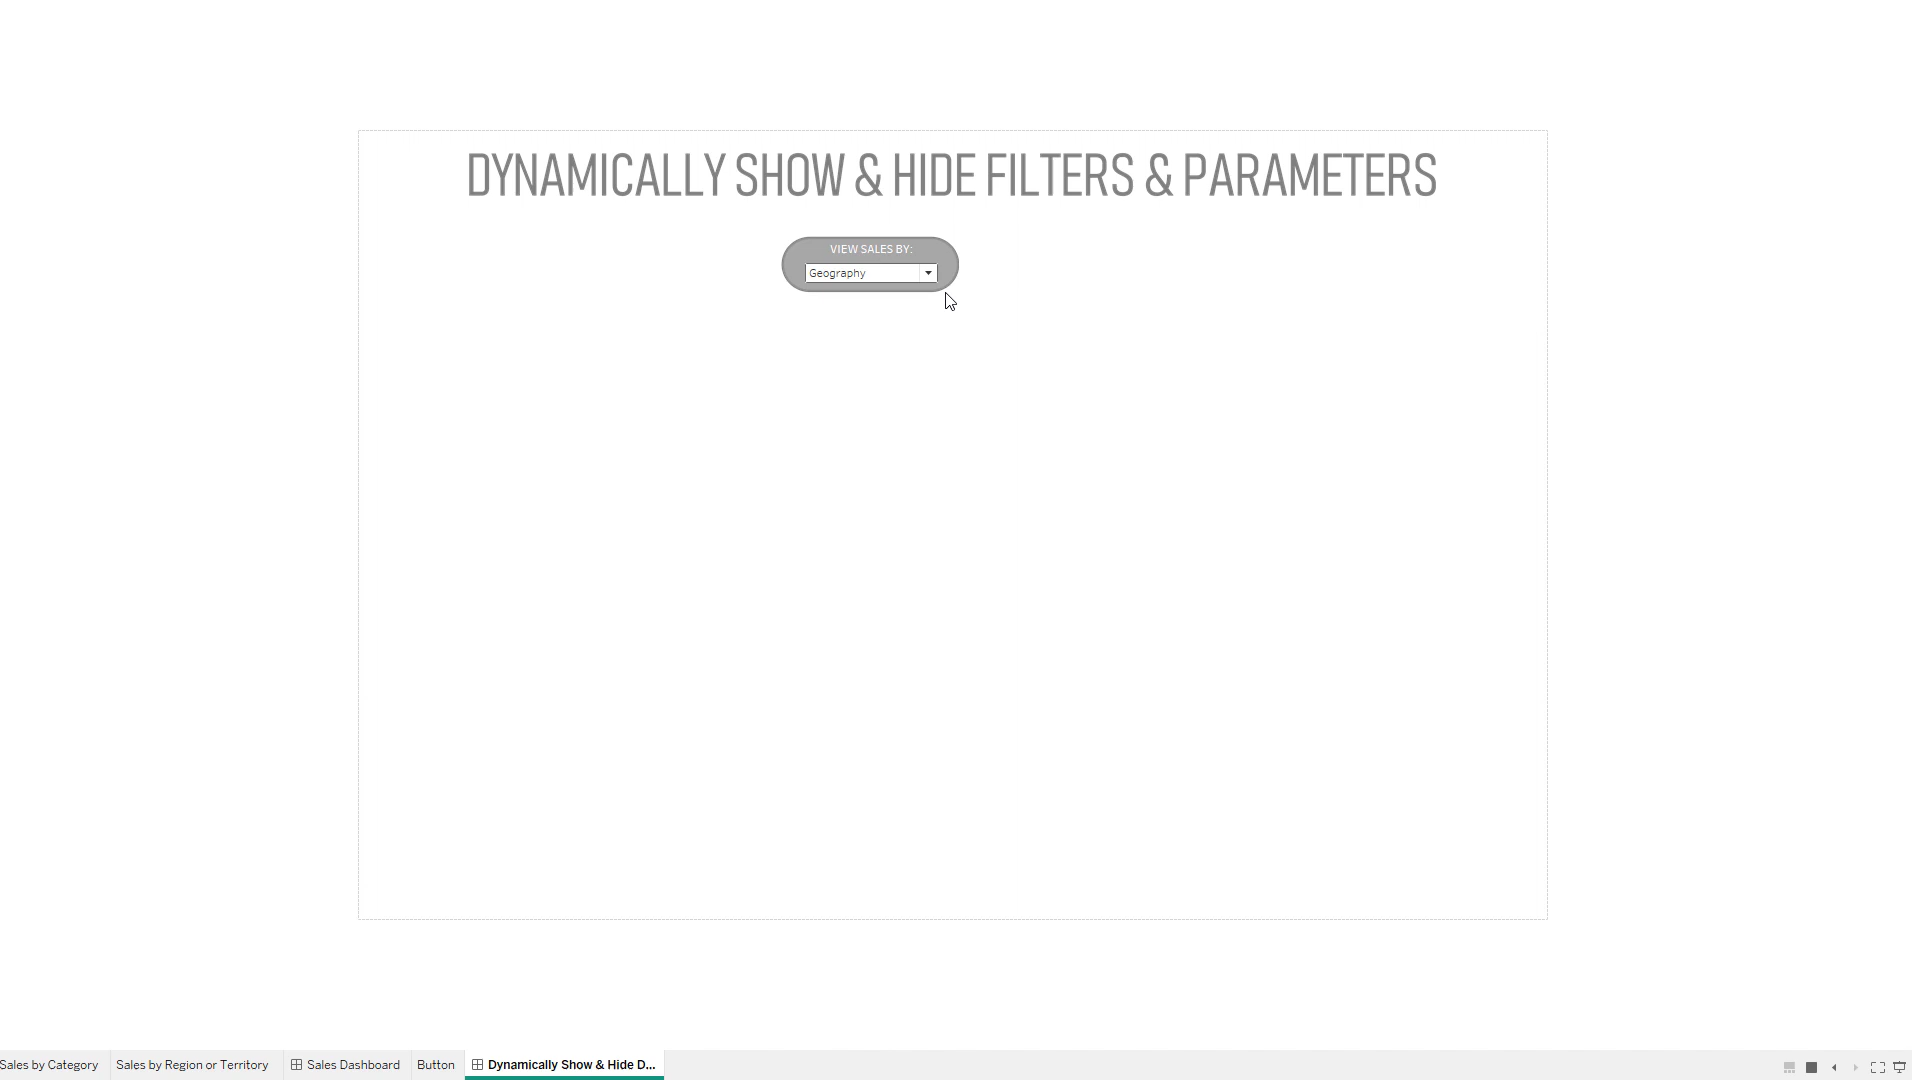 DYNAMICALLY SHOW & HIDE FILTERS & PARAMETERS
VIEW SALES BY:
Geography
Sales by Category
Sales by Region or Territory
Sales Dashboard
Button
Dynamically Show & Hide D...